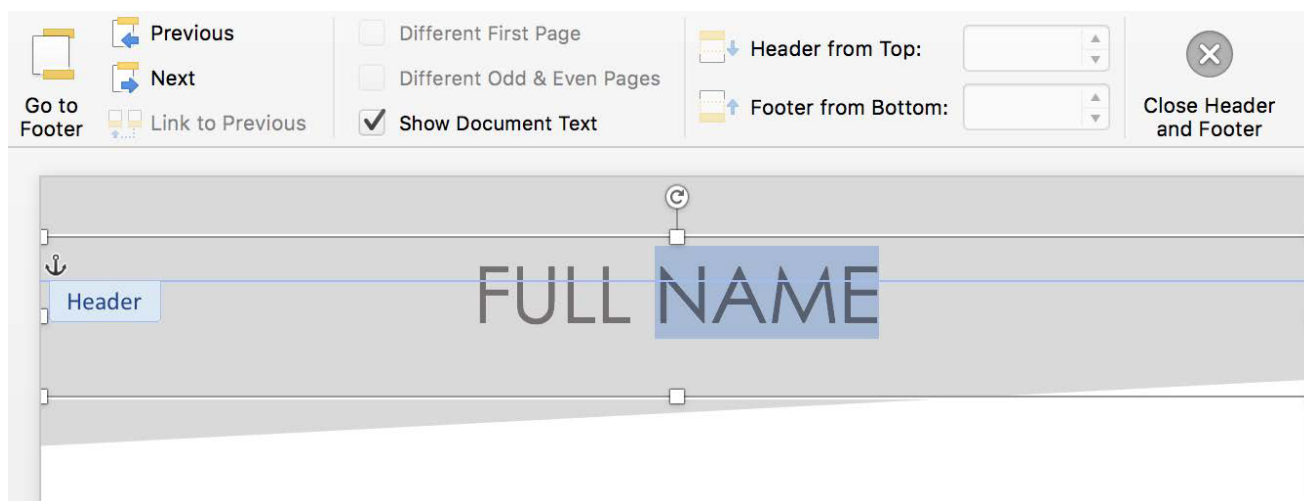 Go to
Footer
Previous
Next
Link to Previous
Different First Page
Different Odd & Even Pages
Show Document Text
Header from Top:
Footer from Bottom:
Close Header
and Footer
Header
FULL NAME